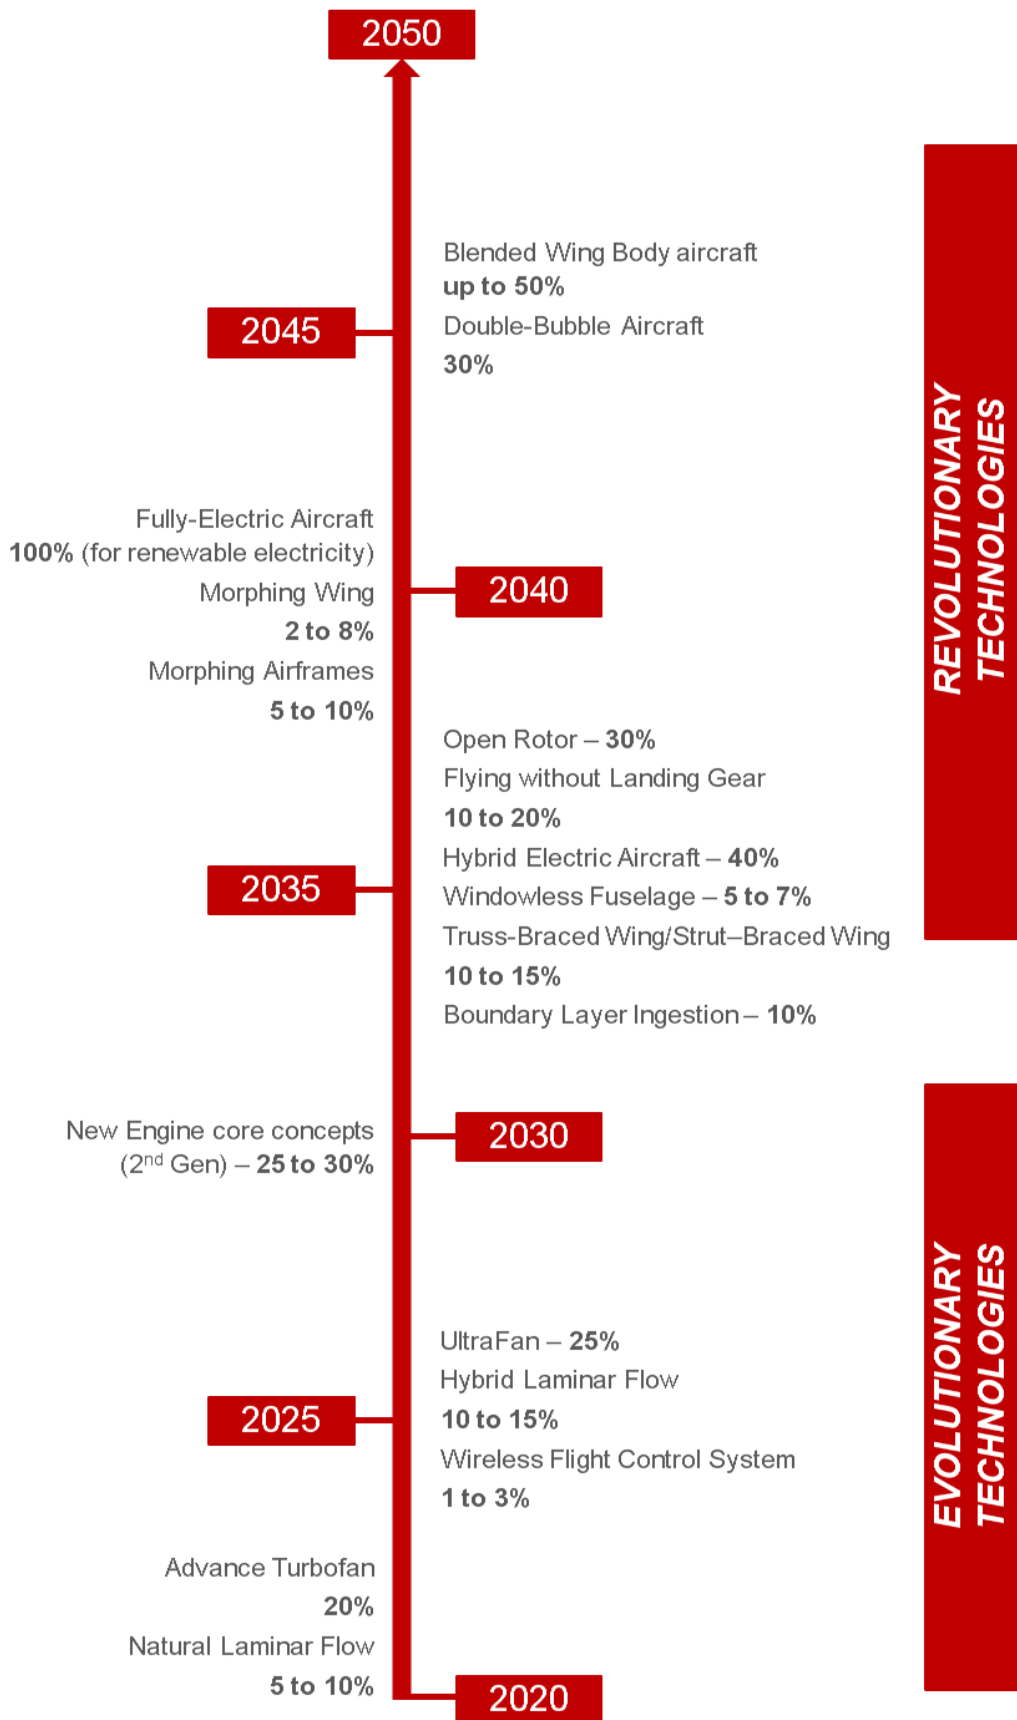 2050
Blended Wing Body aircraft
up to 50%
Double-Bubble Aircraft
30%
2045
Fully-Electric Aircraft
100% (for renewable electricity)
Morphing Wing
2 to 8%
Morphing Airframes
5 to 10%
2040
Open Rotor – 30%
Flying without Landing Gear
10 to 20%
Hybrid Electric Aircraft – 40%
Windowless Fuselage – 5 to 7%
Truss-Braced Wing/Strut–Braced Wing
10 to 15%
Boundary Layer Ingestion – 10%
2035
REVOLUTIONARY
TECHNOLOGIES
New Engine core concepts
(2nd Gen) – 25 to 30%
2030
UltraFan – 25%
Hybrid Laminar Flow
10 to 15%
Wireless Flight Control System
1 to 3%
2025
Advance Turbofan
20%
Natural Laminar Flow
5 to 10%
2020
EVOLUTIONARY
TECHNOLOGIES